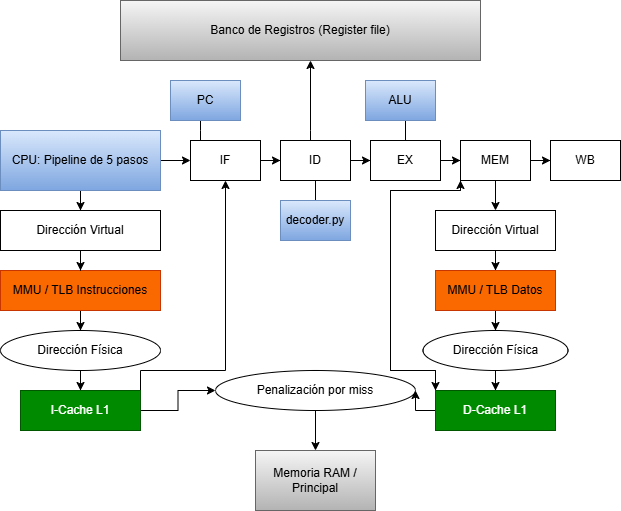 Banco de Registros (Register file)
PC
ALU
CPU: Pipeline de 5 pasos
IF
ID
EX
MEM
WB
decoder.py
Dirección Virtual
Dirección Virtual
MMU / TLB Instrucciones
MMU / TLB Datos
Dirección Física
Dirección Física
I-Cache L1
Penalización por miss
D-Cache L1
Memoria RAM /
Principal